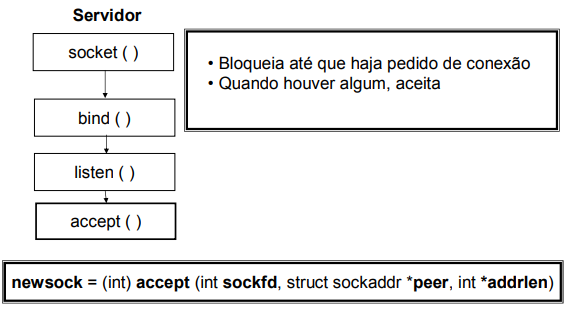 Servidor
socket ( )
• Bloqueia até que haja pedido de conexão
• Quando houver algum, aceita
bind ( )
listen ( )
accept ( )
newsock = (int) accept (int sockfd, struct sockaddr *peer, int *addrlen)